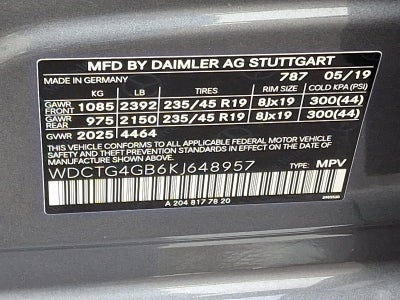 MFD BY DAIMLER AG STUTTGART
MADE IN GERMANY 787 05/19
KG LB TIRES RIM SIZE COLD KPA (PSI)
GAWR FRONT 1085 2392 235/45 R19 8Jx19 300(44)
GAWR REAR 975 2150 235/45 R19 8Jx19 300(44)
GVWR 2025 4464
THIS VEHICLE CONFORMS TO ALL APPLICABLE FEDERAL MOTOR VEHICLE
SAFETY, BUMPER, AND THEFT PREVENTION STANDARDS IN
EFFECT ON THE DATE OF MANUFACTURE SHOWN ABOVE.
WDCTG4GB6KJ648957 TYPE: MPV
A 204 817 78 20